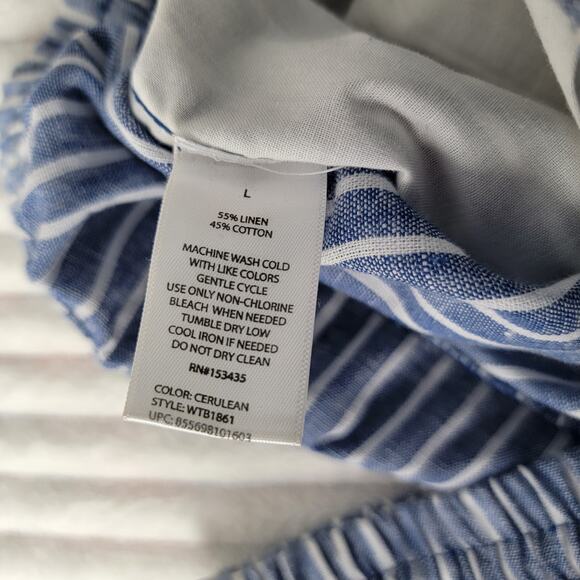 L
55% LINEN
45% COTTON
MACHINE WASH COLD
WITH LIKE COLORS
GENTLE CYCLE
USE ONLY NON-CHLORINE
BLEACH WHEN NEEDED
TUMBLE DRY LOW
COOL IRON IF NEEDED
DO NOT DRY CLEAN
RN#153435
COLOR: CERULEAN
STYLE: WTB1861
UPC: 855698101603